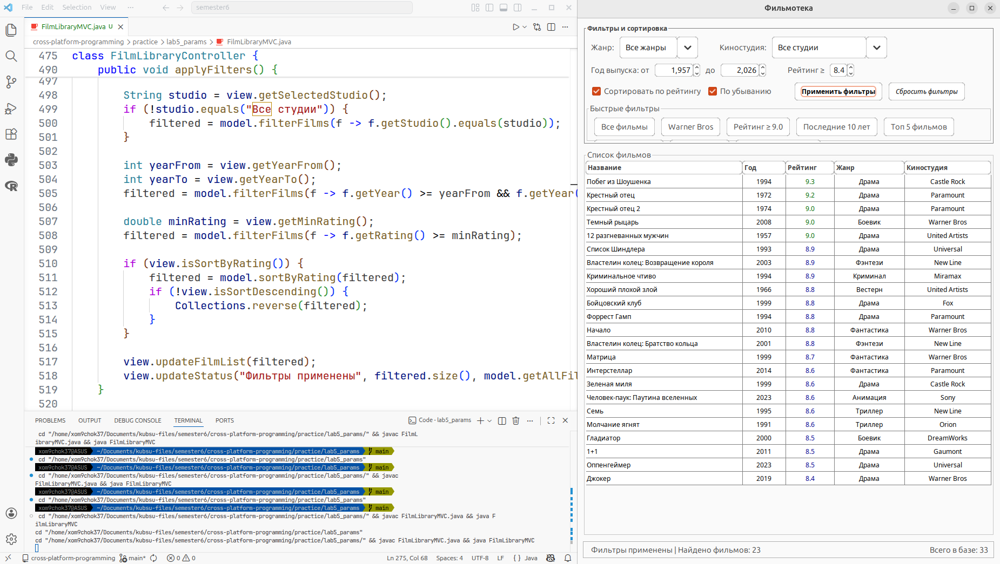 File Edit Selection View ··· semester6
FilmLibraryMVC.java U
cross-platform-programming > practice > lab5_params > FilmLibraryMVC.java
475 class FilmLibraryController {
490 public void applyFilters() {
497
498 String studio = view.getSelectedStudio();
499 if (!studio.equals("Все студии")) {
500 filtered = model.filterFilms(f -> f.getStudio().equals(studio));
501 }
502
503 int yearFrom = view.getYearFrom();
504 int yearTo = view.getYearTo();
505 filtered = model.filterFilms(f -> f.getYear() >= yearFrom && f.getYear(
506
507 double minRating = view.getMinRating();
508 filtered = model.filterFilms(f -> f.getRating() >= minRating);
509
510 if (view.isSortByRating()) {
511 filtered = model.sortByRating(filtered);
512 if (!view.isSortDescending()) {
513 Collections.reverse(filtered);
514 }
515 }
516
517 view.updateFilmList(filtered);
518 view.updateStatus("Фильтры применены", filtered.size(), model.getAllFil
519 }
520
PROBLEMS OUTPUT DEBUG CONSOLE TERMINAL PORTS Code - lab5_params
cd "/home/xom9chok37/Documents/kubsu-files/semester6/cross-platform-programming/practice/lab5_params/" && javac FilmL
ibraryMVC.java && java FilmLibraryMVC
xom9chok37@ASUS ~/Documents/kubsu-files/semester6/cross-platform-programming/practice/lab5_params main
cd "/home/xom9chok37/Documents/kubsu-files/semester6/cross-platform-programming/practice/lab5_params"
xom9chok37@ASUS ~/Documents/kubsu-files/semester6/cross-platform-programming/practice/lab5_params main
cd "/home/xom9chok37/Documents/kubsu-files/semester6/cross-platform-programming/practice/lab5_params/" && javac
FilmLibraryMVC.java && java FilmLibraryMVC
xom9chok37@ASUS ~/Documents/kubsu-files/semester6/cross-platform-programming/practice/lab5_params main
cd "/home/xom9chok37/Documents/kubsu-files/semester6/cross-platform-programming/practice/lab5_params"
xom9chok37@ASUS ~/Documents/kubsu-files/semester6/cross-platform-programming/practice/lab5_params main
cd "/home/xom9chok37/Documents/kubsu-files/semester6/cross-platform-programming/practice/lab5_params/" && javac FilmLibraryMVC.java && java F
ilmLibraryMVC
cd "/home/xom9chok37/Documents/kubsu-files/semester6/cross-platform-programming/practice/lab5_params"
cd "/home/xom9chok37/Documents/kubsu-files/semester6/cross-platform-programming/practice/lab5_params/" && javac FilmLibraryMVC.java && java FilmLibraryMVC
cross-platform-programming main* 0 0 Ln 275, Col 68 Spaces: 4 UTF-8 LF {} Java
Фильмотека
Фильтры и сортировка
Жанр: Все жанры Киностудия: Все студии
Год выпуска: от 1,957 до 2,026 Рейтинг ≥ 8.4
Сортировать по рейтингу По убыванию Применить фильтры Сбросить фильтры
Быстрые фильтры
Все фильмы Warner Bros Рейтинг ≥ 9.0 Последние 10 лет Топ 5 фильмов
Список фильмов
Название Год Рейтинг Жанр Киностудия
Побег из Шоушенка 1994 9.3 Драма Castle Rock
Крестный отец 1972 9.2 Драма Paramount
Крестный отец 2 1974 9.0 Драма Paramount
Темный рыцарь 2008 9.0 Боевик Warner Bros
12 разгневанных мужчин 1957 9.0 Драма United Artists
Список Шиндлера 1993 8.9 Драма Universal
Властелин колец: Возвращение короля 2003 8.9 Фэнтези New Line
Криминальное чтиво 1994 8.9 Криминал Miramax
Хороший плохой злой 1966 8.8 Вестерн United Artists
Бойцовский клуб 1999 8.8 Драма Fox
Форрест Гамп 1994 8.8 Драма Paramount
Начало 2010 8.8 Фантастика Warner Bros
Властелин колец: Братство кольца 2001 8.8 Фэнтези New Line
Матрица 1999 8.7 Фантастика Warner Bros
Интерстеллар 2014 8.6 Фантастика Paramount
Зеленая миля 1999 8.6 Драма Castle Rock
Человек-паук: Паутина вселенных 2023 8.6 Анимация Sony
Семь 1995 8.6 Триллер New Line
Молчание ягнят 1991 8.6 Триллер Orion
Гладиатор 2000 8.5 Боевик DreamWorks
1+1 2011 8.5 Драма Gaumont
Оппенгеймер 2023 8.5 Драма Universal
Джокер 2019 8.4 Драма Warner Bros
Фильтры применены | Найдено фильмов: 23 Всего в базе: 33